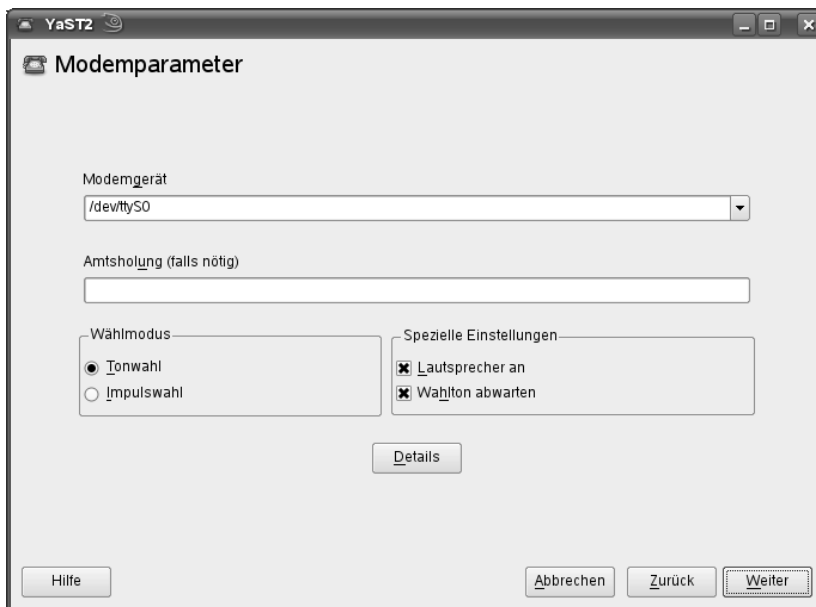 YaST2
Modemparameter
Modemgerät
/dev/ttyS0
Amtsholung (falls nötig)
Wählmodus
Tonwahl
Impulswahl
Spezielle Einstellungen
Lautsprecher an
Wahlton abwarten
Details
Hilfe
Abbrechen
Zurück
Weiter